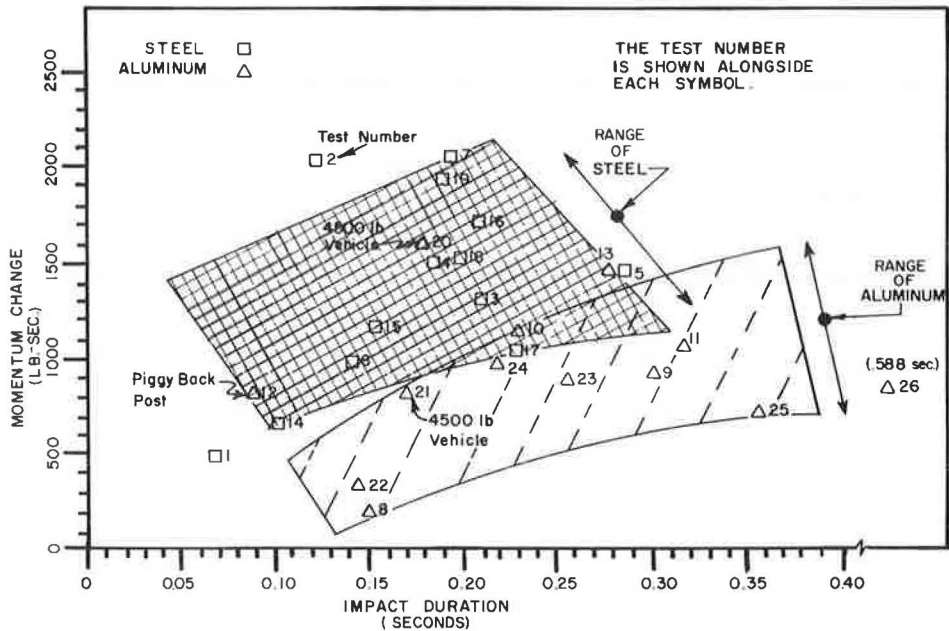 STEEL □
ALUMINUM △
THE TEST NUMBER
IS SHOWN ALONGSIDE
EACH SYMBOL.
2500
2000
1500
1000
500
0
MOMENTUM CHANGE
(LB.-SEC.)
Test Number
2
7
19
RANGE
OF
STEEL
16
4800 lb
Vehicle
20
4
18
13
5
3
RANGE
OF
ALUMINUM
15
10
17
11
6
24
(.588 sec.)
26
Piggy Back
Post
12
21
23
9
14
4500 lb
Vehicle
25
1
22
8
0
0.05
0.10
0.15
0.20
0.25
0.30
0.35
0.40
IMPACT DURATION
(SECONDS)